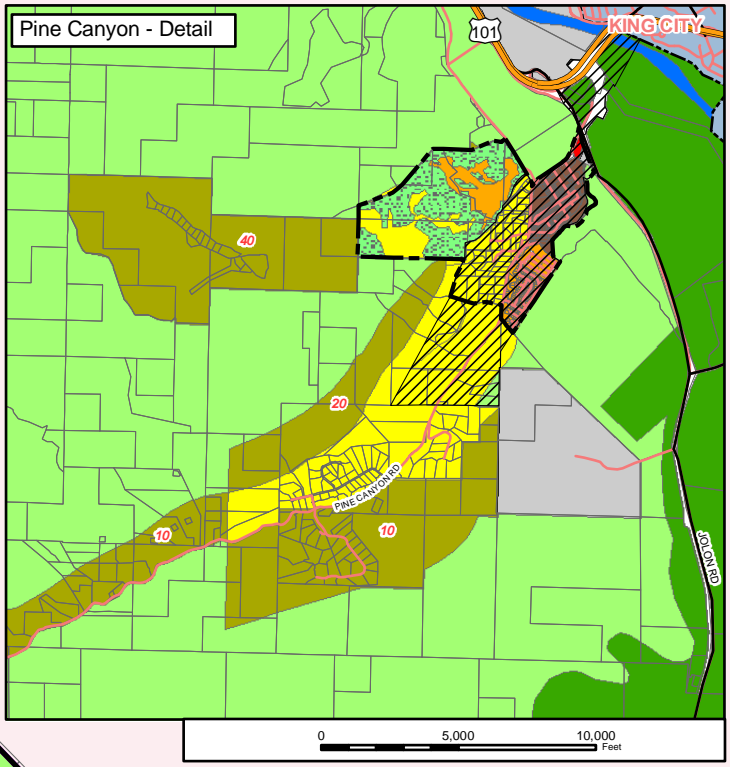 Pine Canyon - Detail
101
KING CITY
40
20
PINE CANYON RD
10
10
JOLON RD
0 5,000 10,000
Feet